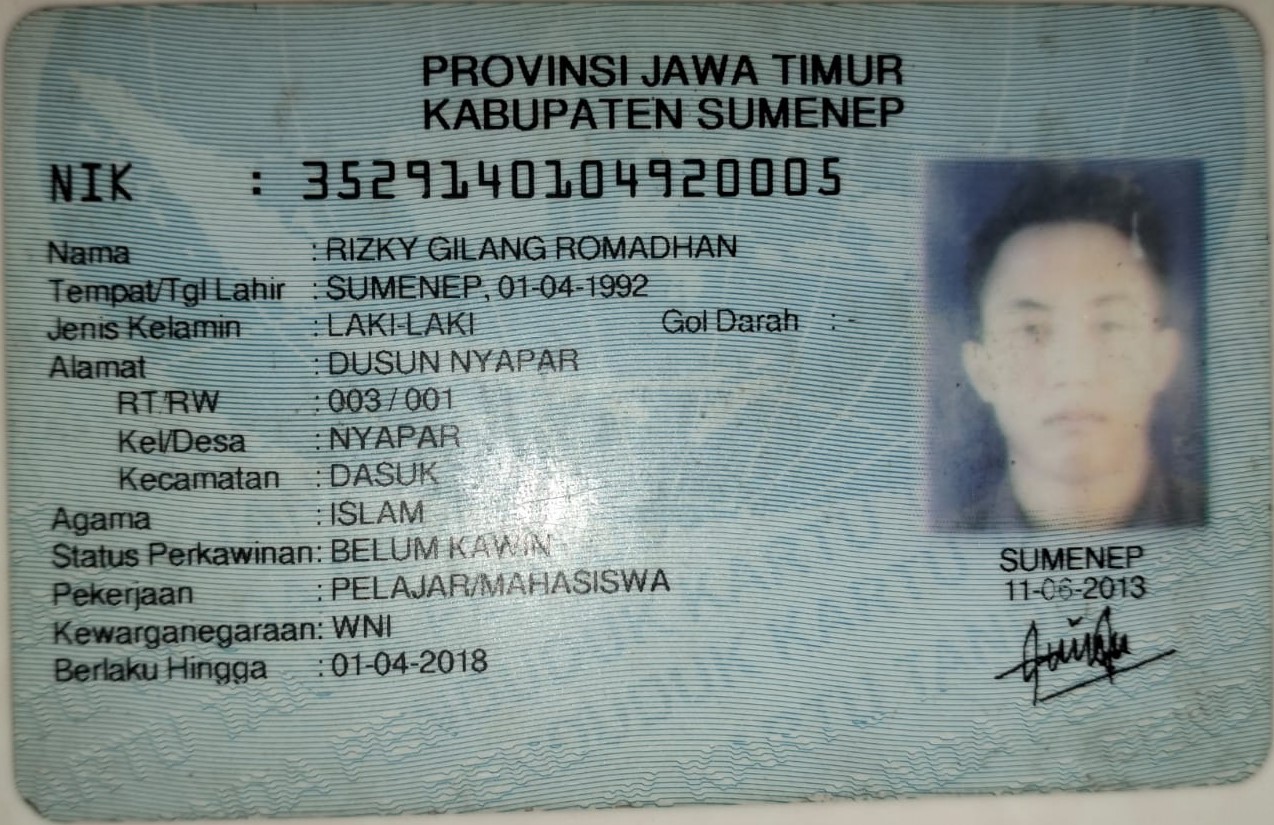 PROVINSI JAWA TIMUR
KABUPATEN SUMENEP
NIK : 3529140104920005
Nama : RIZKY GILANG ROMADHAN
Tempat/Tgl Lahir : SUMENEP, 01-04-1992
Jenis Kelamin : LAKI-LAKI Gol Darah : -
Alamat : DUSUN NYAPAR
RT/RW : 003 / 001
Kel/Desa : NYAPAR
Kecamatan : DASUK
Agama : ISLAM
Status Perkawinan : BELUM KAWIN
Pekerjaan : PELAJAR/MAHASISWA
Kewarganegaraan : WNI
Berlaku Hingga : 01-04-2018
SUMENEP
11-06-2013